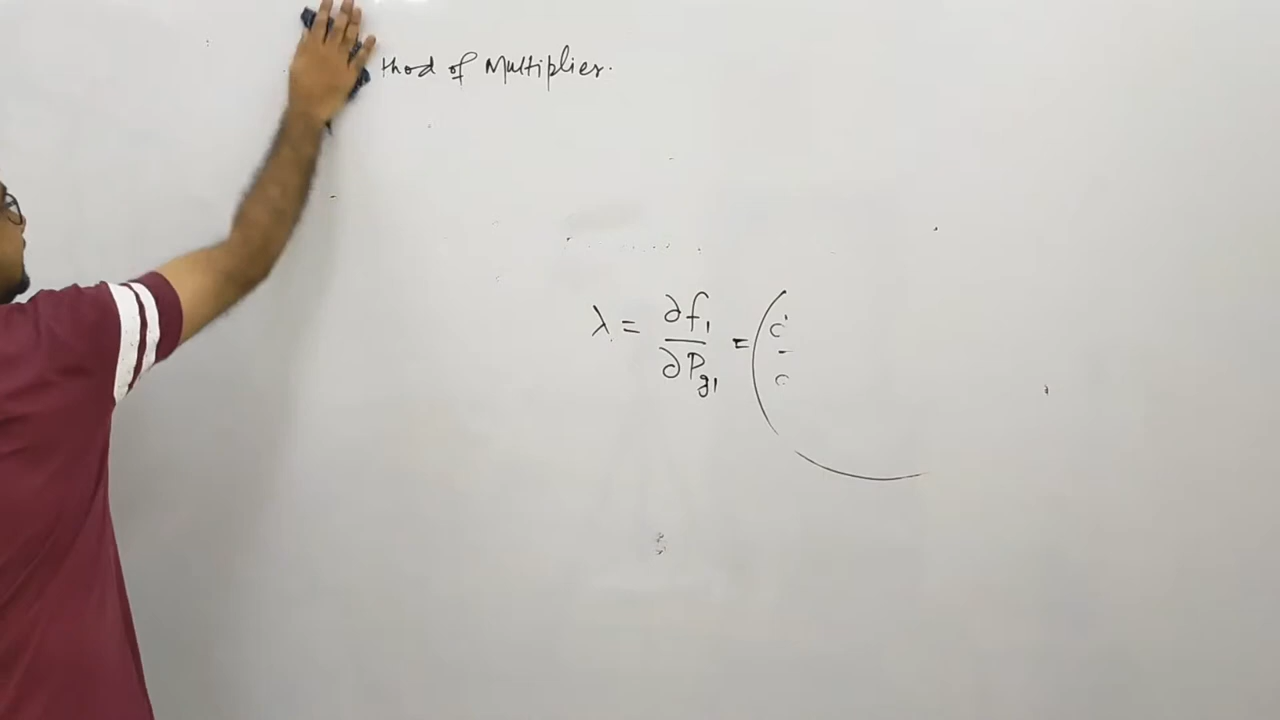 thod of Multiplier.
λ = ∂f₁/∂P_g1 = (